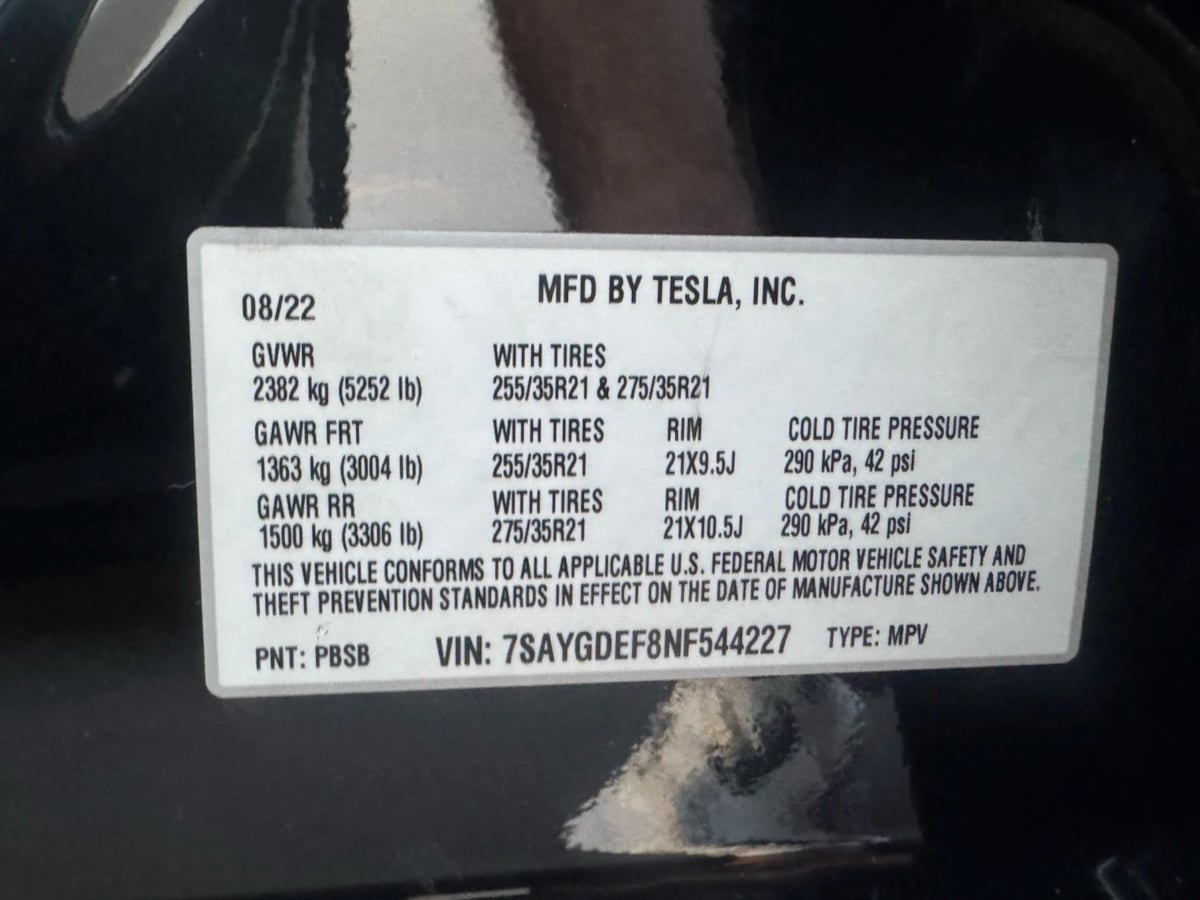 MFD BY TESLA, INC.
08/22
GVWR WITH TIRES
2382 kg (5252 lb) 255/35R21 & 275/35R21
GAWR FRT WITH TIRES RIM COLD TIRE PRESSURE
1363 kg (3004 lb) 255/35R21 21X9.5J 290 kPa, 42 psi
GAWR RR WITH TIRES RIM COLD TIRE PRESSURE
1500 kg (3306 lb) 275/35R21 21X10.5J 290 kPa, 42 psi
THIS VEHICLE CONFORMS TO ALL APPLICABLE U.S. FEDERAL MOTOR VEHICLE SAFETY AND
THEFT PREVENTION STANDARDS IN EFFECT ON THE DATE OF MANUFACTURE SHOWN ABOVE.
PNT: PBSB VIN: 7SAYGDEF8NF544227 TYPE: MPV